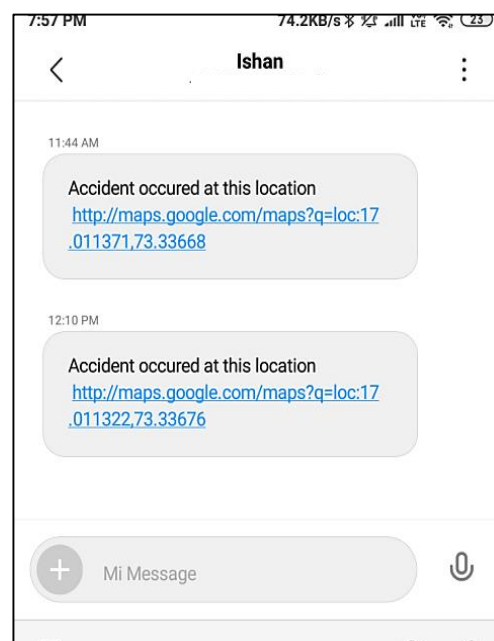 7:57 PM 74.2KB/s LTE 23
Ishan
11:44 AM
Accident occured at this location
http://maps.google.com/maps?q=loc:17
.011371,73.33668
12:10 PM
Accident occured at this location
http://maps.google.com/maps?q=loc:17
.011322,73.33676
Mi Message